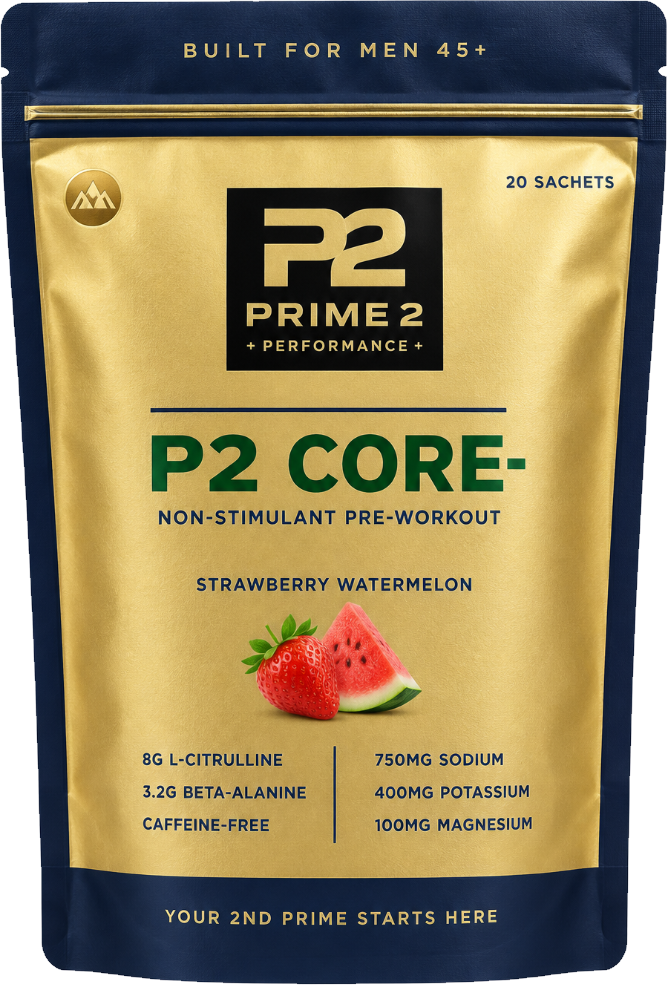 BUILT FOR MEN 45+
20 SACHETS
P2
PRIME 2
+ PERFORMANCE +
P2 CORE-
NON-STIMULANT PRE-WORKOUT
STRAWBERRY WATERMELON
8G L-CITRULLINE
750MG SODIUM
3.2G BETA-ALANINE
400MG POTASSIUM
CAFFEINE-FREE
100MG MAGNESIUM
YOUR 2ND PRIME STARTS HERE